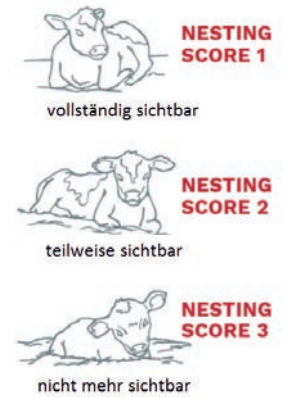 NESTING
SCORE 1
vollständig sichtbar
NESTING
SCORE 2
teilweise sichtbar
NESTING
SCORE 3
nicht mehr sichtbar